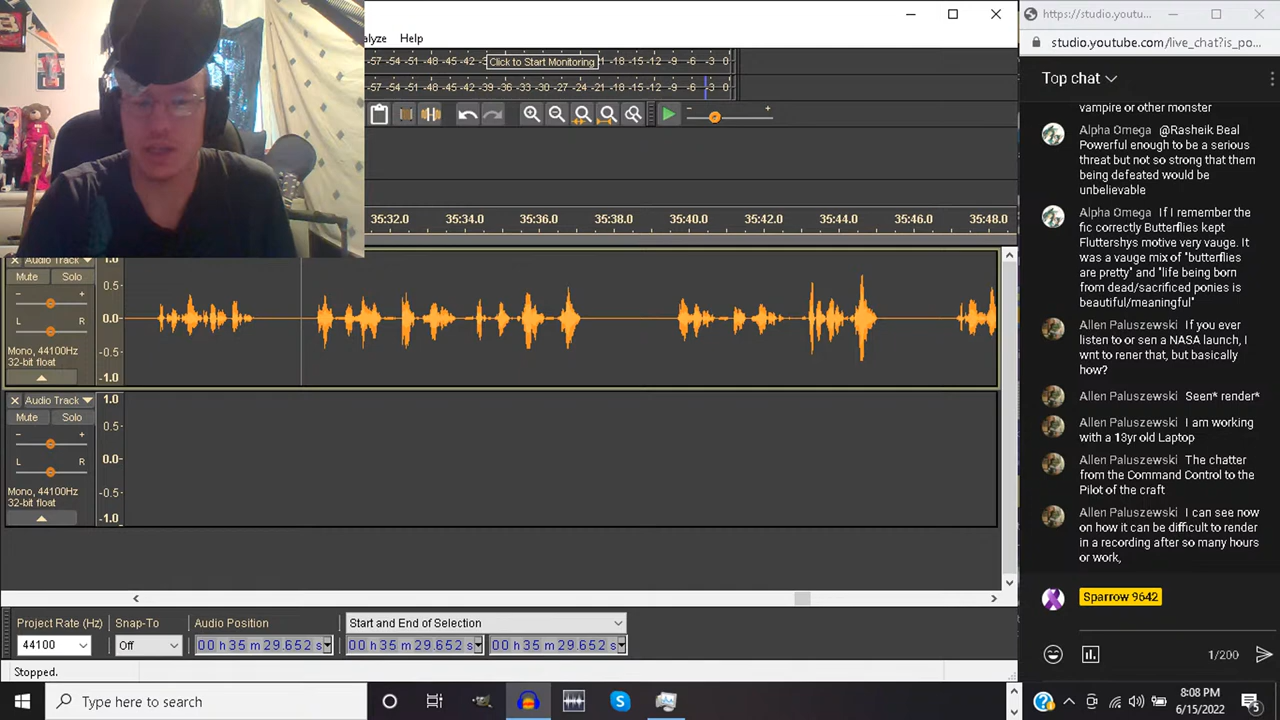 https://studio.youtu...
studio.youtube.com/live_chat?is_po...
alyze Help
-57 -54 -51 -48 -45 -42 Click to Start Monitoring -18 -15 -12 -9 -6 -3 0
-57 -54 -51 -48 -45 -42 -39 -36 -33 -30 -27 -24 -21 -18 -15 -12 -9 -6 -3 0
35:32.0 35:34.0 35:36.0 35:38.0 35:40.0 35:42.0 35:44.0 35:46.0 35:48.0
Audio Track
Mute Solo
- +
L R
Mono, 44100Hz
32-bit float
1.0
0.5
0.0
-0.5
-1.0
Audio Track
Mute Solo
- +
L R
Mono, 44100Hz
32-bit float
1.0
0.5
0.0
-0.5
-1.0
Project Rate (Hz) Snap-To Audio Position Start and End of Selection
44100 Off 00 h 35 m 29.652 s 00 h 35 m 29.652 s 00 h 35 m 29.652 s
Stopped.
Top chat
vampire or other monster
Alpha Omega @Rasheik Beal
Powerful enough to be a serious
threat but not so strong that them
being defeated would be
unbelievable
Alpha Omega If I remember the
fic correctly Butterflies kept
Fluttershys motive very vauge. It
was a vauge mix of "butterflies
are pretty" and "life being born
from dead/sacrificed ponies is
beautiful/meaningful"
Allen Paluszewski If you ever
listen to or sen a NASA launch, I
wnt to rener that, but basically
how?
Allen Paluszewski Seen* render*
Allen Paluszewski I am working
with a 13yr old Laptop
Allen Paluszewski The chatter
from the Command Control to the
Pilot of the craft
Allen Paluszewski I can see now
on how it can be difficult to render
in a recording after so many hours
or work,
Sparrow 9642
1/200
Type here to search
8:08 PM
6/15/2022
5